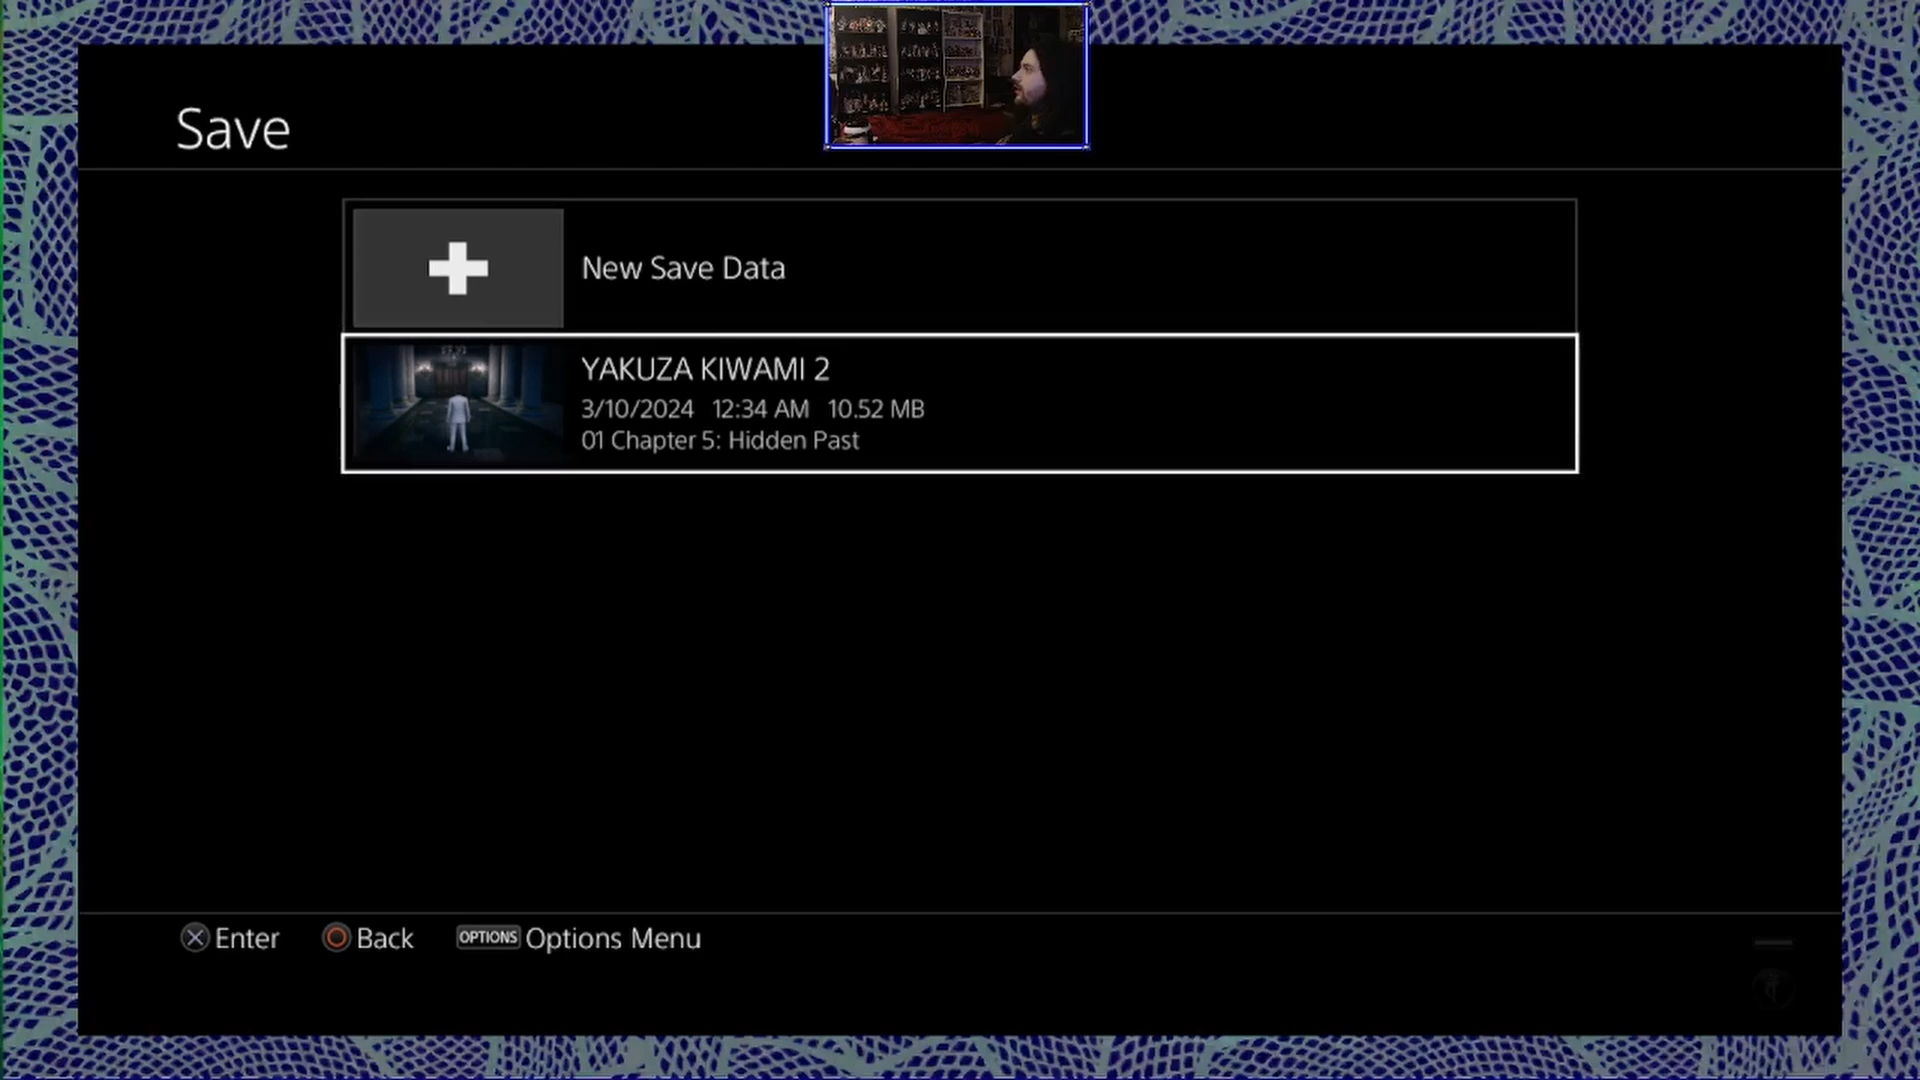 Save
New Save Data
YAKUZA KIWAMI 2
3/10/2024 12:34 AM 10.52 MB
01 Chapter 5: Hidden Past
Enter Back OPTIONS Options Menu